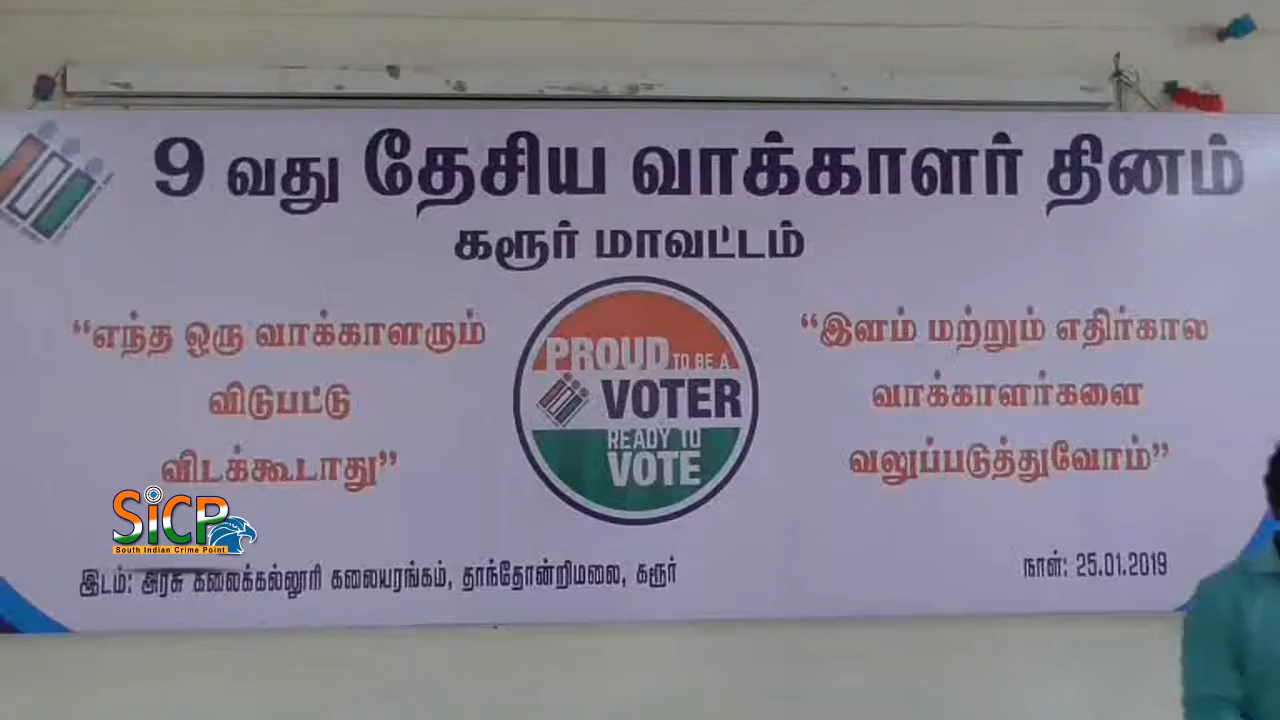 9 வது தேசிய வாக்காளர் தினம்
கரூர் மாவட்டம்
“எந்த ஒரு வாக்காளரும்
விடுபட்டு
விடக்கூடாது”
PROUD TO BE A
VOTER
READY TO
VOTE
“இளம் மற்றும் எதிர்கால
வாக்காளர்களை
வலுப்படுத்துவோம்”
SiCP
South Indian Crime Point
இடம்: அரசு கலைக்கல்லூரி கலையரங்கம், தாந்தோன்றிமலை, கரூர்
நாள்: 25.01.2019